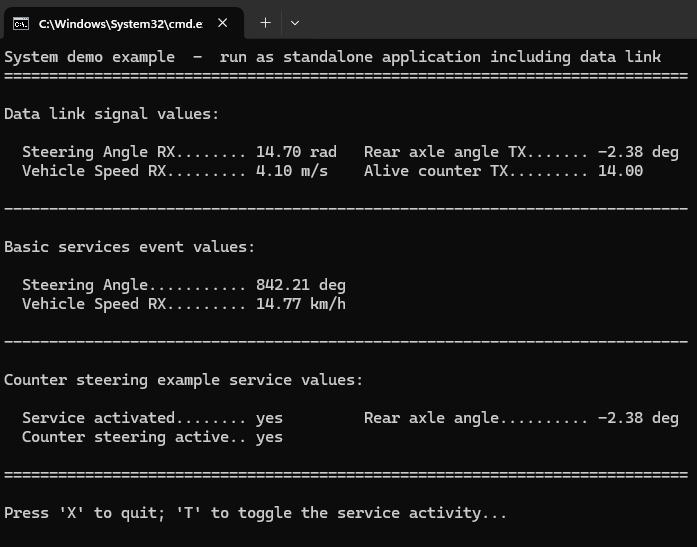 C:\Windows\System32\cmd.e
System demo example  -  run as standalone application including data link
============================================================================
Data link signal values:
Steering Angle RX........ 14.70 rad   Rear axle angle TX....... -2.38 deg
Vehicle Speed RX......... 4.10 m/s    Alive counter TX......... 14.00
----------------------------------------------------------------------------
Basic services event values:
Steering Angle........... 842.21 deg
Vehicle Speed RX......... 14.77 km/h
----------------------------------------------------------------------------
Counter steering example service values:
Service activated........ yes         Rear axle angle.......... -2.38 deg
Counter steering active.. yes
============================================================================
Press 'X' to quit; 'T' to toggle the service activity...